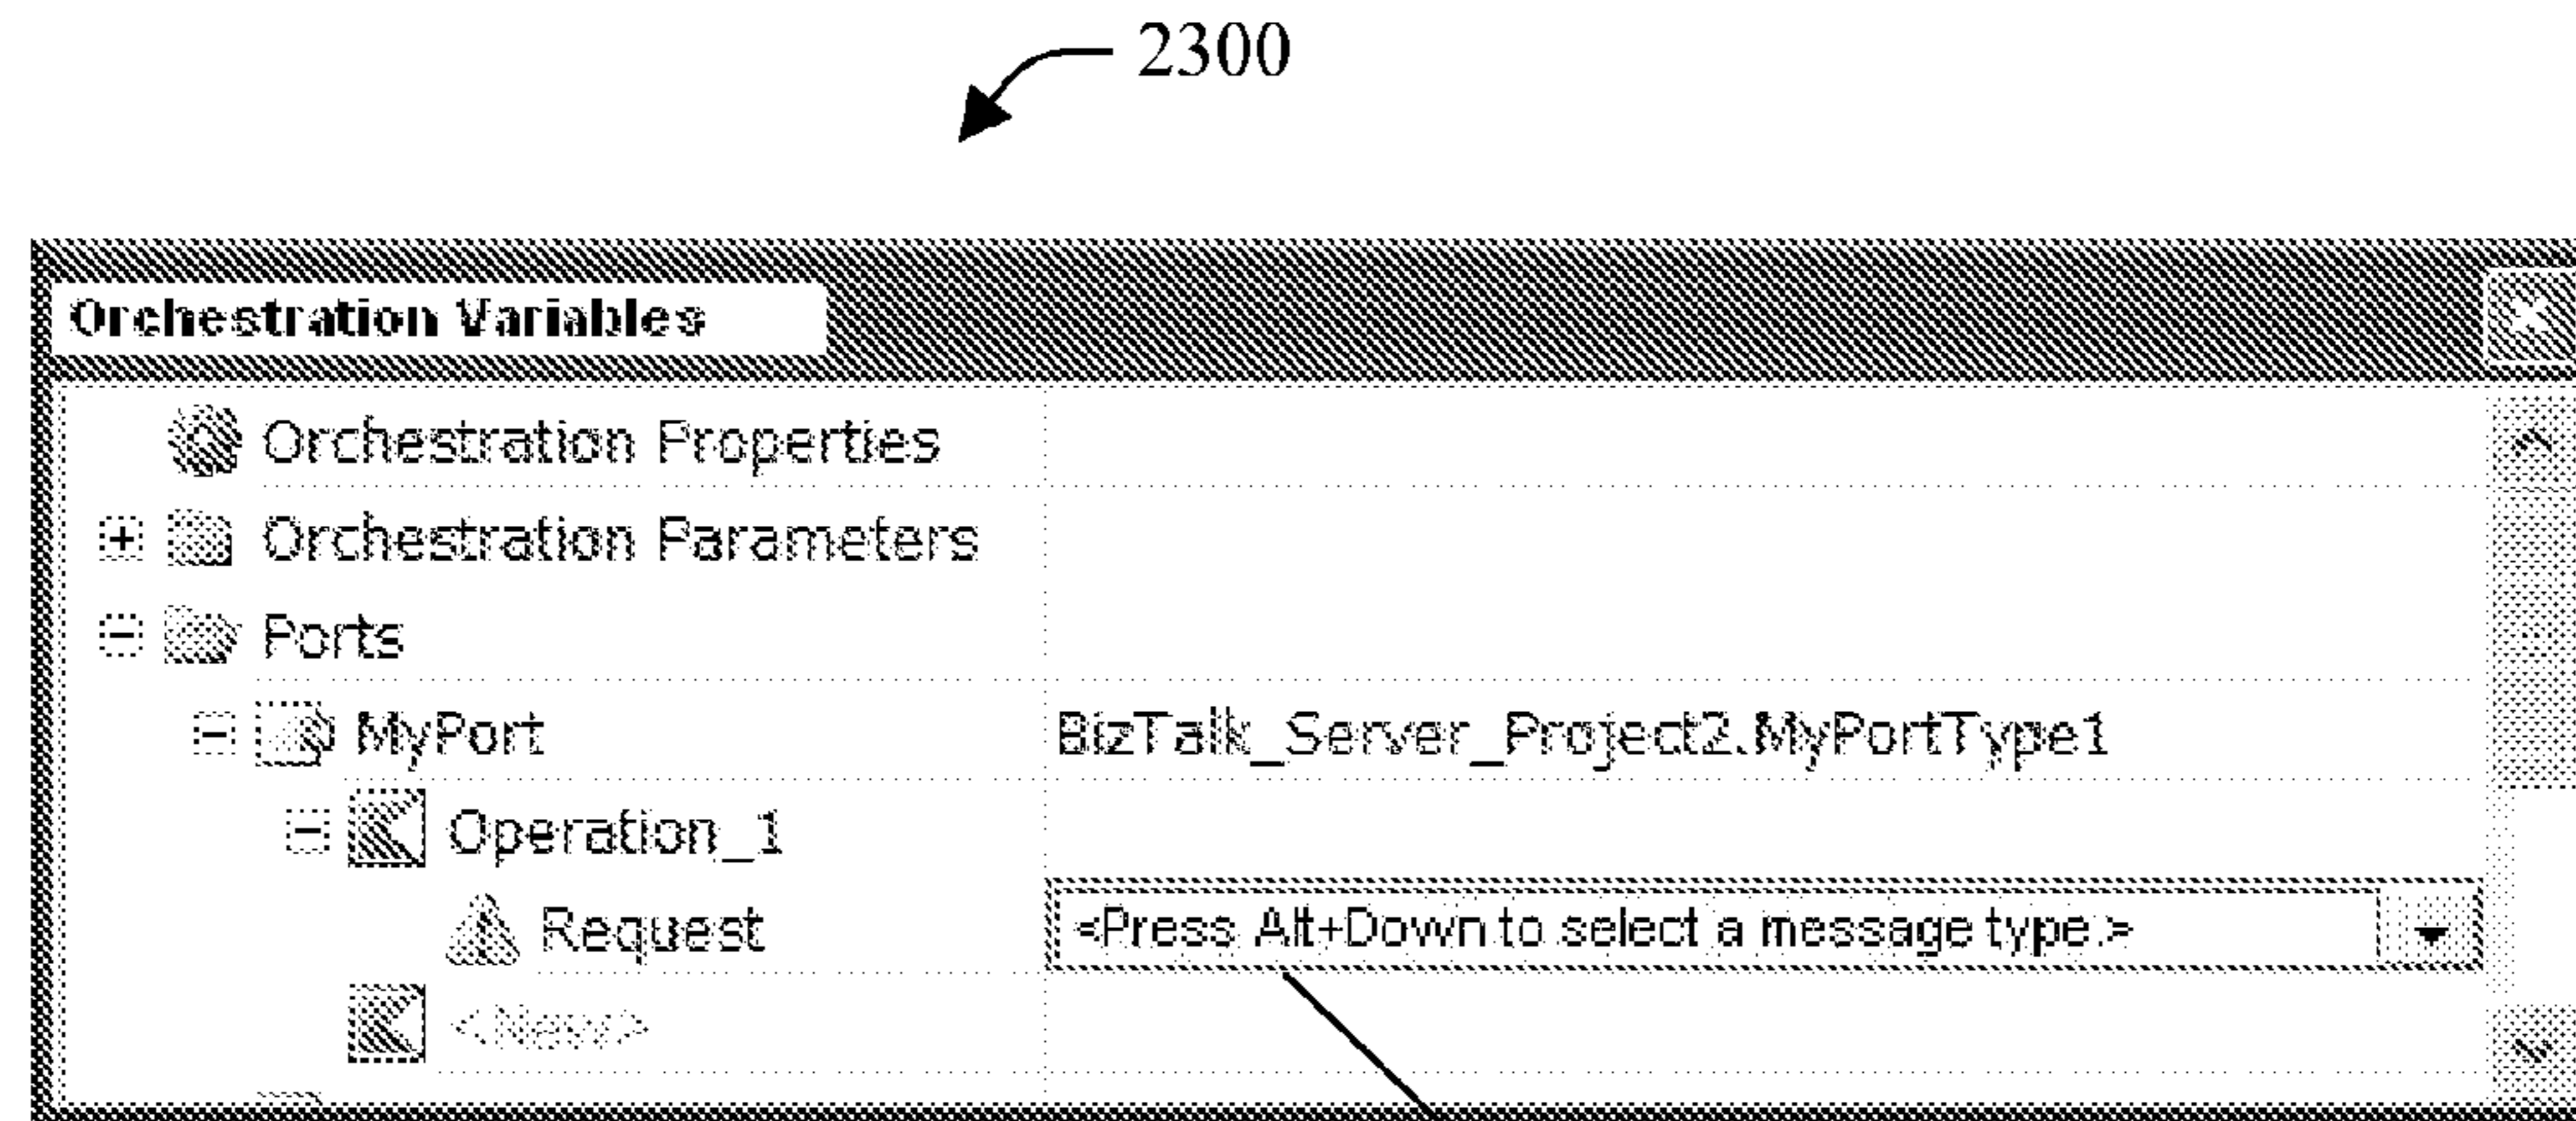 2300
Orchestration Variables
Orchestration Properties
Orchestration Parameters
Ports
MyPort BizTalk_Server_Project2.MyPortType1
Operation_1
Request <Press Alt+Down to select a message type.>
<New>